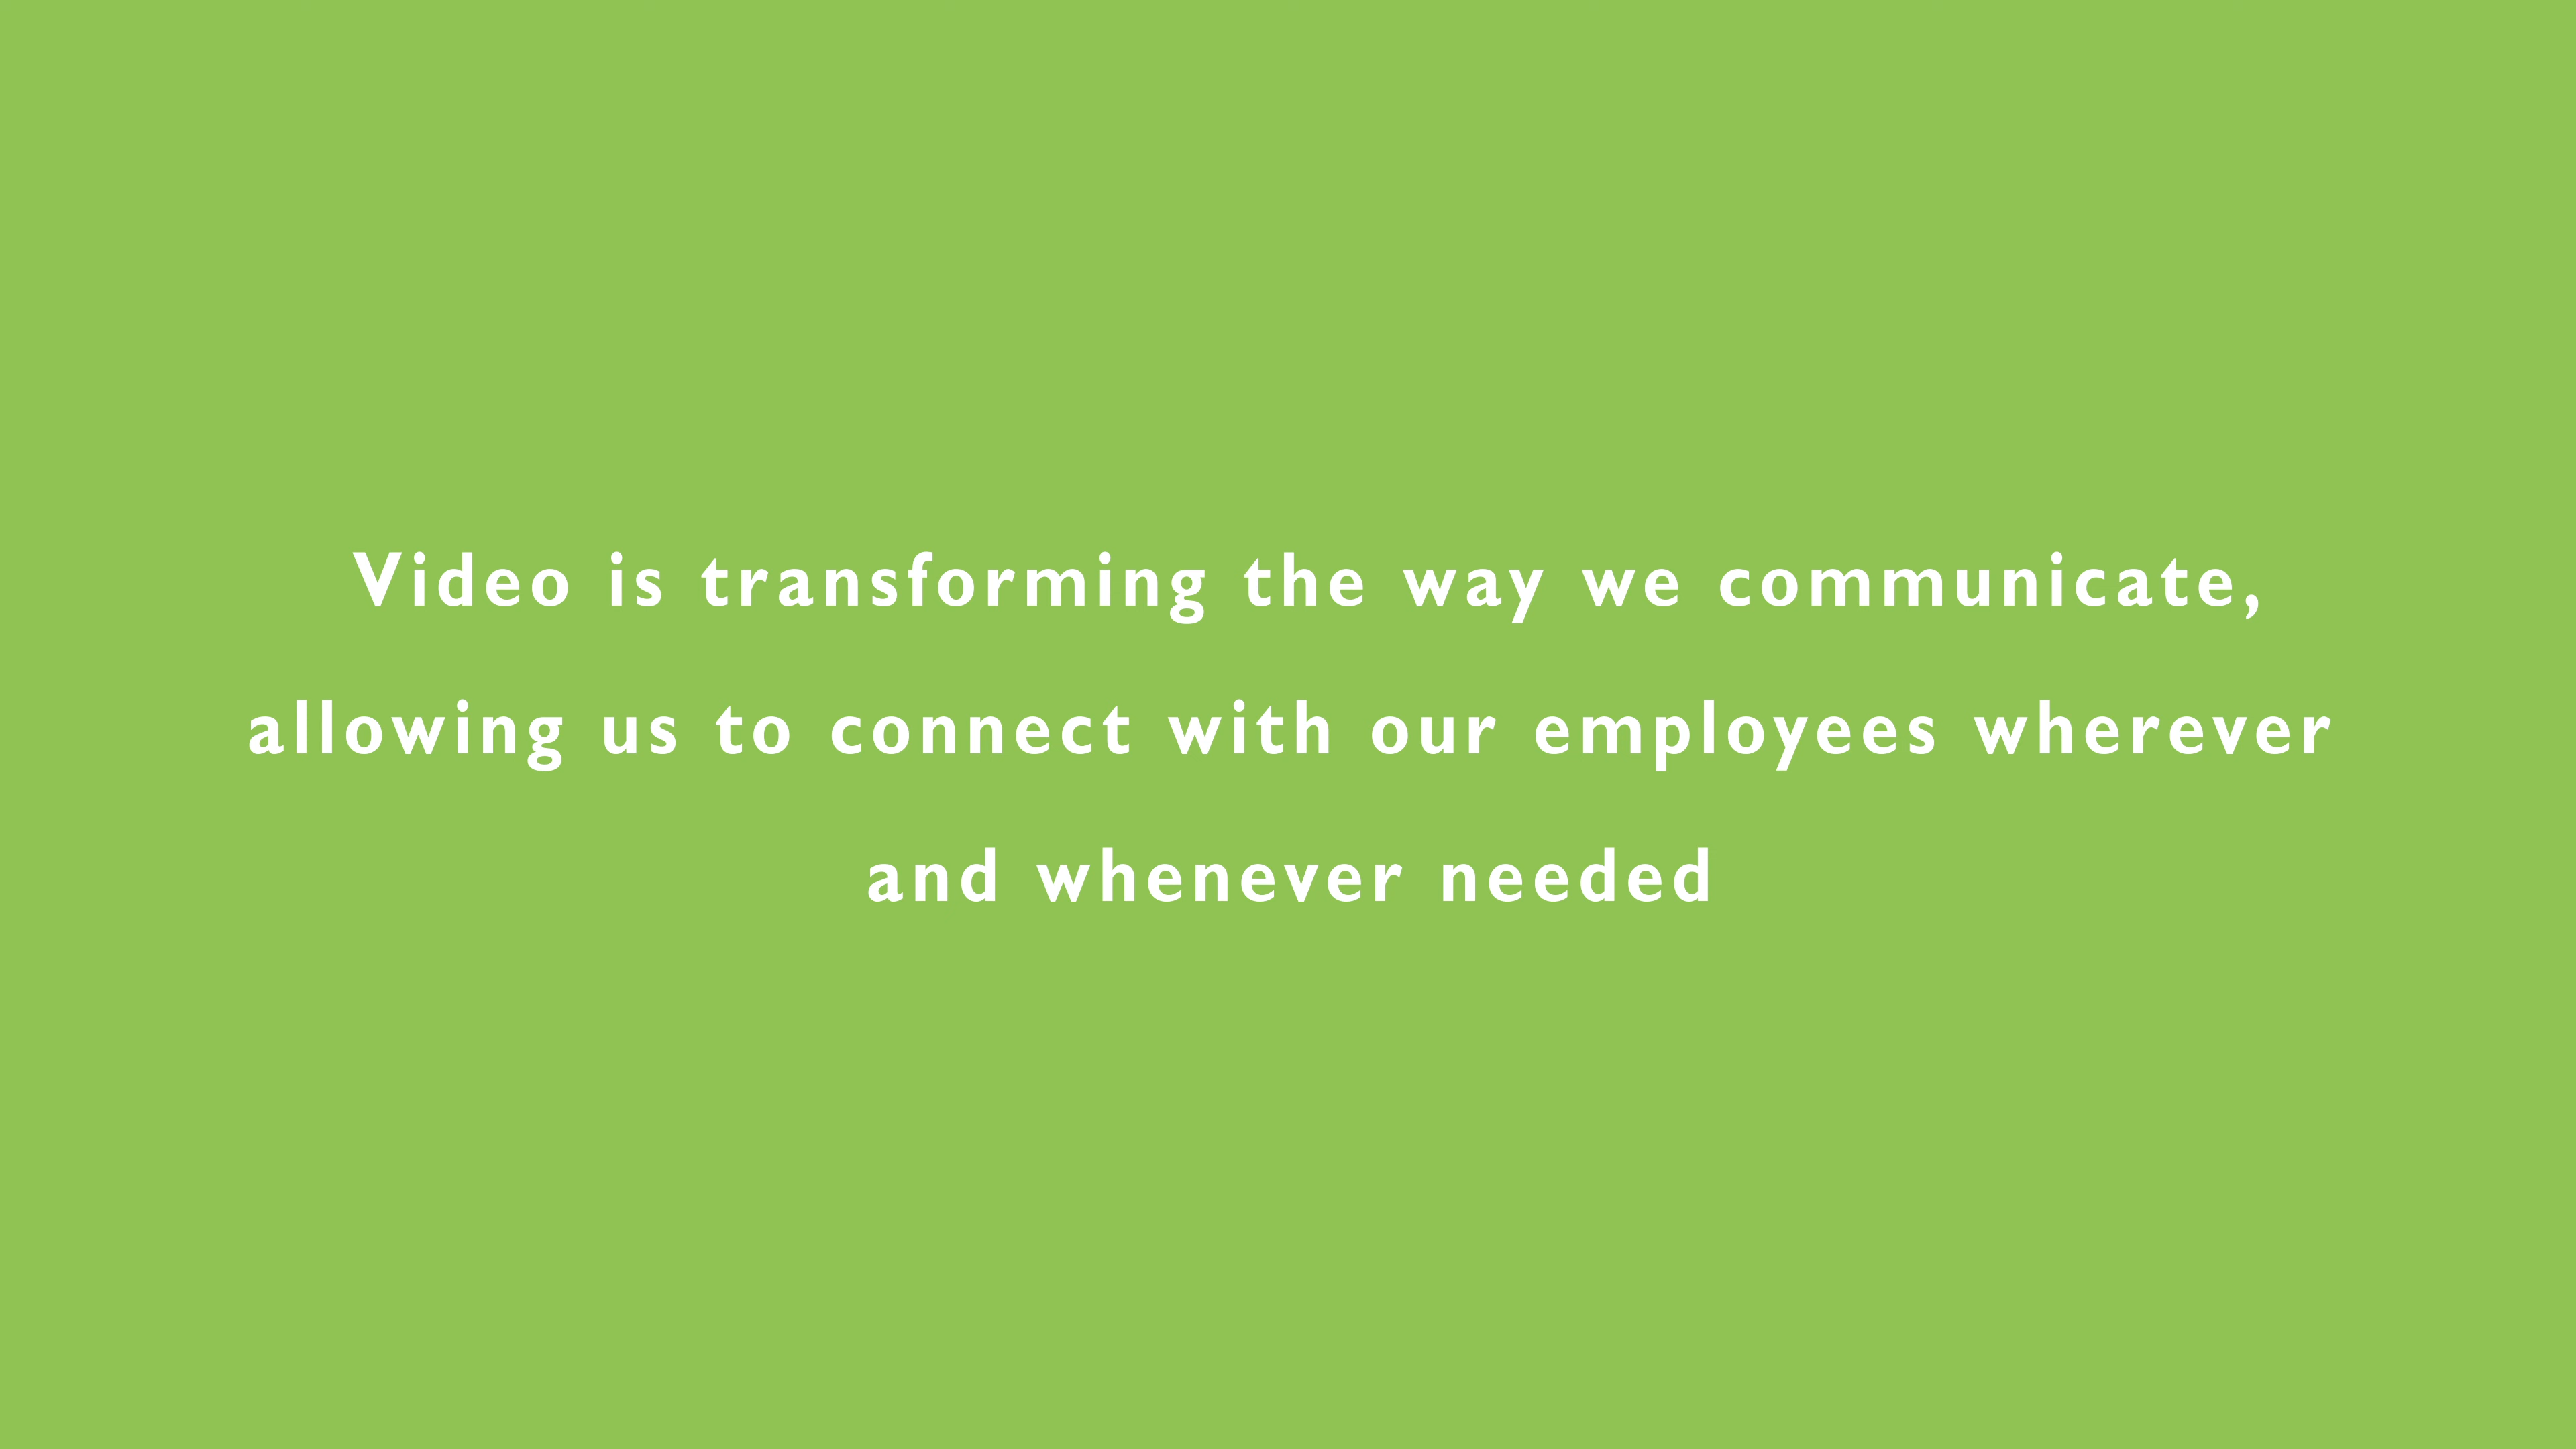 Video is transforming the way we communicate,
allowing us to connect with our employees wherever
and whenever needed